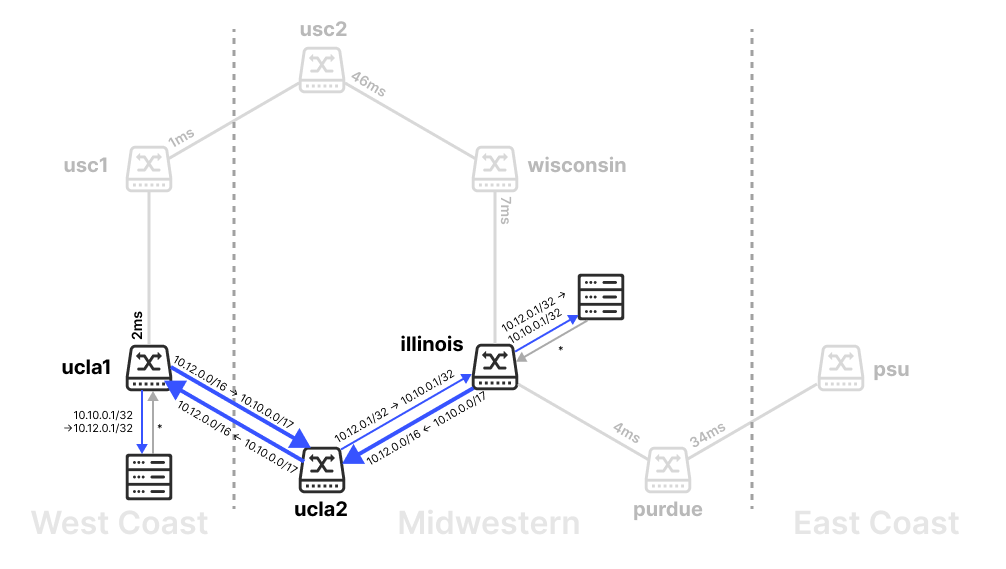 usc2
46ms
1ms
usc1
wisconsin
7ms
10.12.0.1/32 →
10.10.0.1/32
*
2ms
illinois
ucla1
10.12.0.0/16 → 10.10.0.0/17
10.12.0.0/16 ← 10.10.0.0/17
10.12.0.1/32 → 10.10.0.1/32
10.12.0.0/16 ← 10.10.0.0/17
psu
10.10.0.1/32
→10.12.0.1/32
*
4ms
34ms
ucla2
purdue
West Coast
Midwestern
East Coast